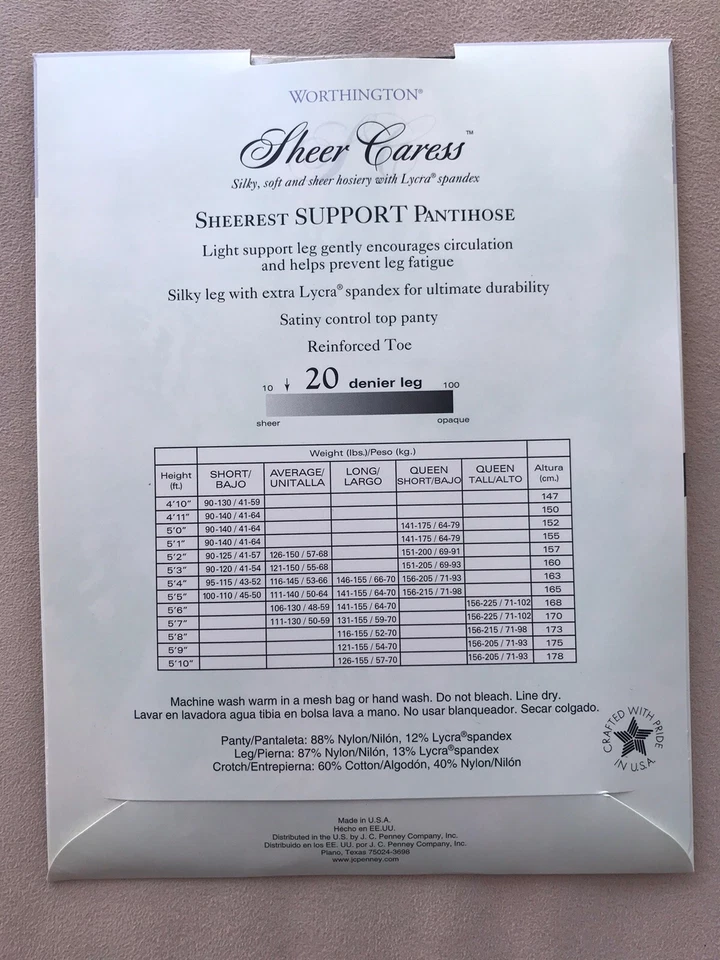 WORTHINGTON®
Sheer Caress™
Silky, soft and sheer hosiery with Lycra® spandex
SHEEREST SUPPORT PANTIHOSE
Light support leg gently encourages circulation
and helps prevent leg fatigue
Silky leg with extra Lycra® spandex for ultimate durability
Satiny control top panty
Reinforced Toe
10 20 denier leg 100
sheer opaque
Weight (lbs.)/Peso (kg.)
Height (ft.) SHORT/BAJO AVERAGE/UNITALLA LONG/LARGO QUEEN SHORT/BAJO QUEEN TALL/ALTO Altura (cm.)
4'10" 90-130 / 41-59 147
4'11" 90-140 / 41-64 150
5'0" 90-140 / 41-64 141-175 / 64-79 152
5'1" 90-140 / 41-64 141-175 / 64-79 155
5'2" 90-125 / 41-57 126-150 / 57-68 151-200 / 69-91 157
5'3" 90-120 / 41-54 121-150 / 55-68 151-205 / 69-93 160
5'4" 95-115 / 43-52 116-145 / 53-66 146-155 / 66-70 156-205 / 71-93 163
5'5" 100-110 / 45-50 111-140 / 50-64 141-155 / 64-70 156-215 / 71-98 165
5'6" 106-130 / 48-59 141-155 / 64-70 156-225 / 71-102 168
5'7" 111-130 / 50-59 131-155 / 59-70 156-225 / 71-102 170
5'8" 116-155 / 52-70 156-215 / 71-98 173
5'9" 121-155 / 54-70 156-205 / 71-93 175
5'10" 126-155 / 57-70 156-205 / 71-93 178
Machine wash warm in a mesh bag or hand wash. Do not bleach. Line dry.
Lavar en lavadora agua tibia en bolsa lava a mano. No usar blanqueador. Secar colgado.
Panty/Pantaleta: 88% Nylon/Nilón, 12% Lycra® spandex
Leg/Pierna: 87% Nylon/Nilón, 13% Lycra® spandex
Crotch/Entrepierna: 60% Cotton/Algodón, 40% Nylon/Nilón
CRAFTED WITH PRIDE
IN U.S.A.
Made in U.S.A.
Hecho en EE.UU.
Distributed in the U.S. by J. C. Penney Company, Inc.
Distribuido en los EE. UU. por J. C. Penney Company, Inc.
Plano, Texas 75024-3698
www.jcpenney.com